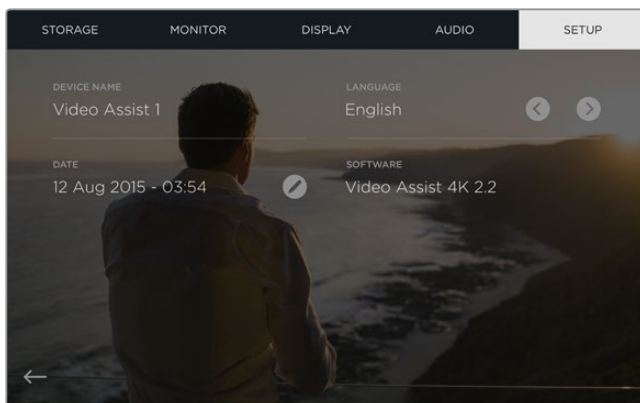 STORAGE MONITOR DISPLAY AUDIO SETUP
DEVICE NAME LANGUAGE
Video Assist 1 English
DATE SOFTWARE
12 Aug 2015 - 03:54 Video Assist 4K 2.2